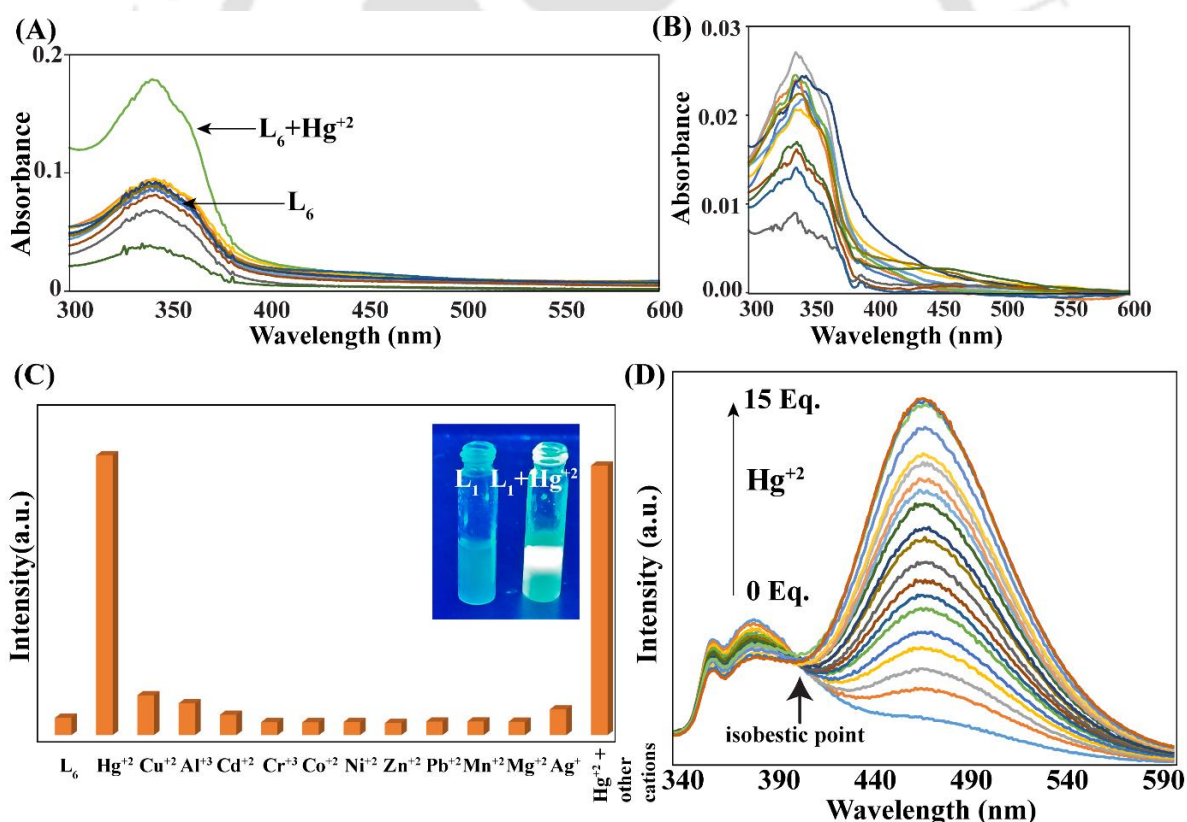 (A)
0.2
0.1
0
Absorbance
L6+Hg+2
L6
300 350 400 450 500 550 600
Wavelength (nm)
(B)
0.03
0.02
0.01
0.00
Absorbance
300 350 400 450 500 550 600
Wavelength (nm)
(C)
Intensity(a.u.)
L1 L1+Hg+2
L6 Hg+2 Cu+2 Al+3 Cd+2 Cr+3 Co+2 Ni+2 Zn+2 Pb+2 Mn+2 Mg+2 Ag+
Hg+2 +
other
cations
(D)
15 Eq.
Hg+2
0 Eq.
Intensity (a.u.)
isobestic point
340 390 440 490 540 590
Wavelength (nm)